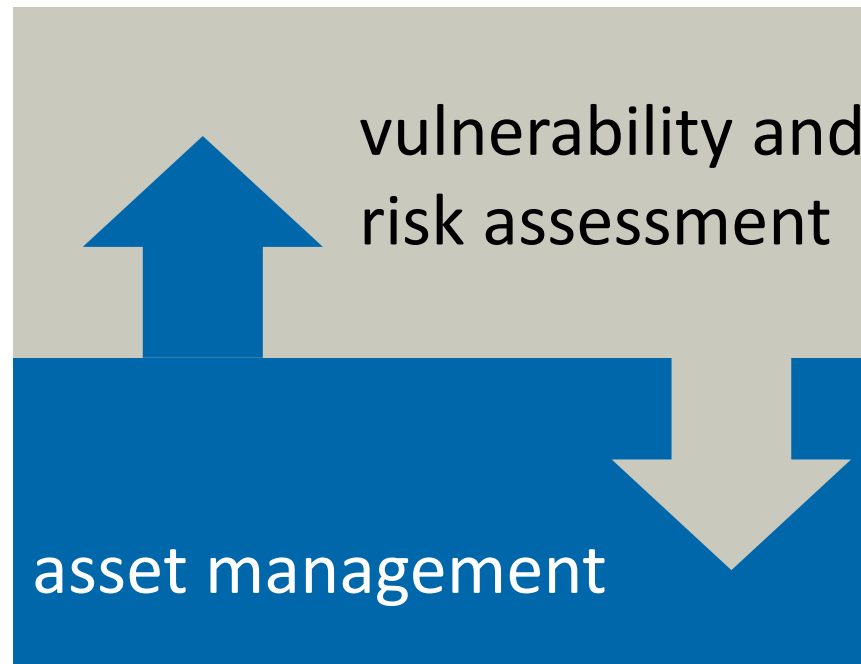 vulnerability and
risk assessment
asset management